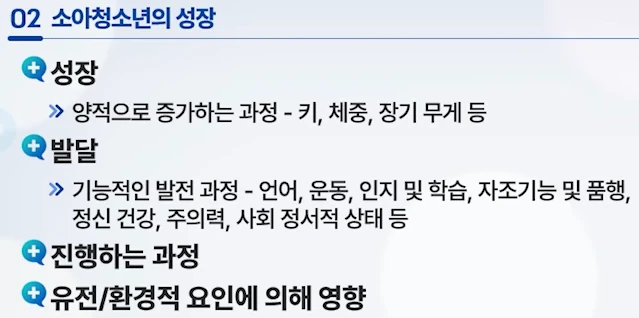 02 소아청소년의 성장
성장
양적으로 증가하는 과정 - 키, 체중, 장기 무게 등
발달
기능적인 발전 과정 - 언어, 운동, 인지 및 학습, 자조기능 및 품행,
정신 건강, 주의력, 사회 정서적 상태 등
진행하는 과정
유전/환경적 요인에 의해 영향